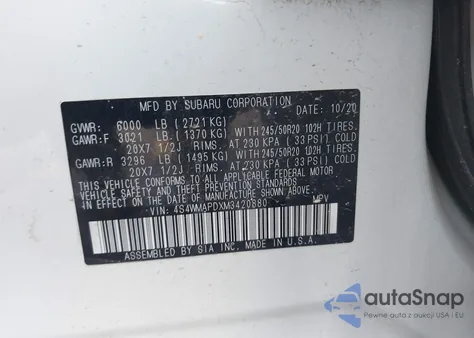 MFD BY SUBARU CORPORATION DATE: 10/20
GVWR: 6000 LB (2721 KG)
GAWR:F 3021 LB (1370 KG) WITH 245/50R20 102H TIRES,
20X7 1/2J RIMS, AT 230 KPA (33 PSI) COLD
GAWR:R 3296 LB (1495 KG) WITH 245/50R20 102H TIRES,
20X7 1/2J RIMS, AT 230 KPA (33 PSI) COLD
THIS VEHICLE CONFORMS TO ALL APPLICABLE FEDERAL MOTOR
VEHICLE SAFETY STANDARDS IN EFFECT ON THE DATE OF
MANUFACTURE SHOWN ABOVE.
VIN: 4S4WMAPDXM3420880 MPV
ASSEMBLED BY SIA INC. MADE IN U.S.A.
autoSnap
Pewne auta z aukcji USA i EU